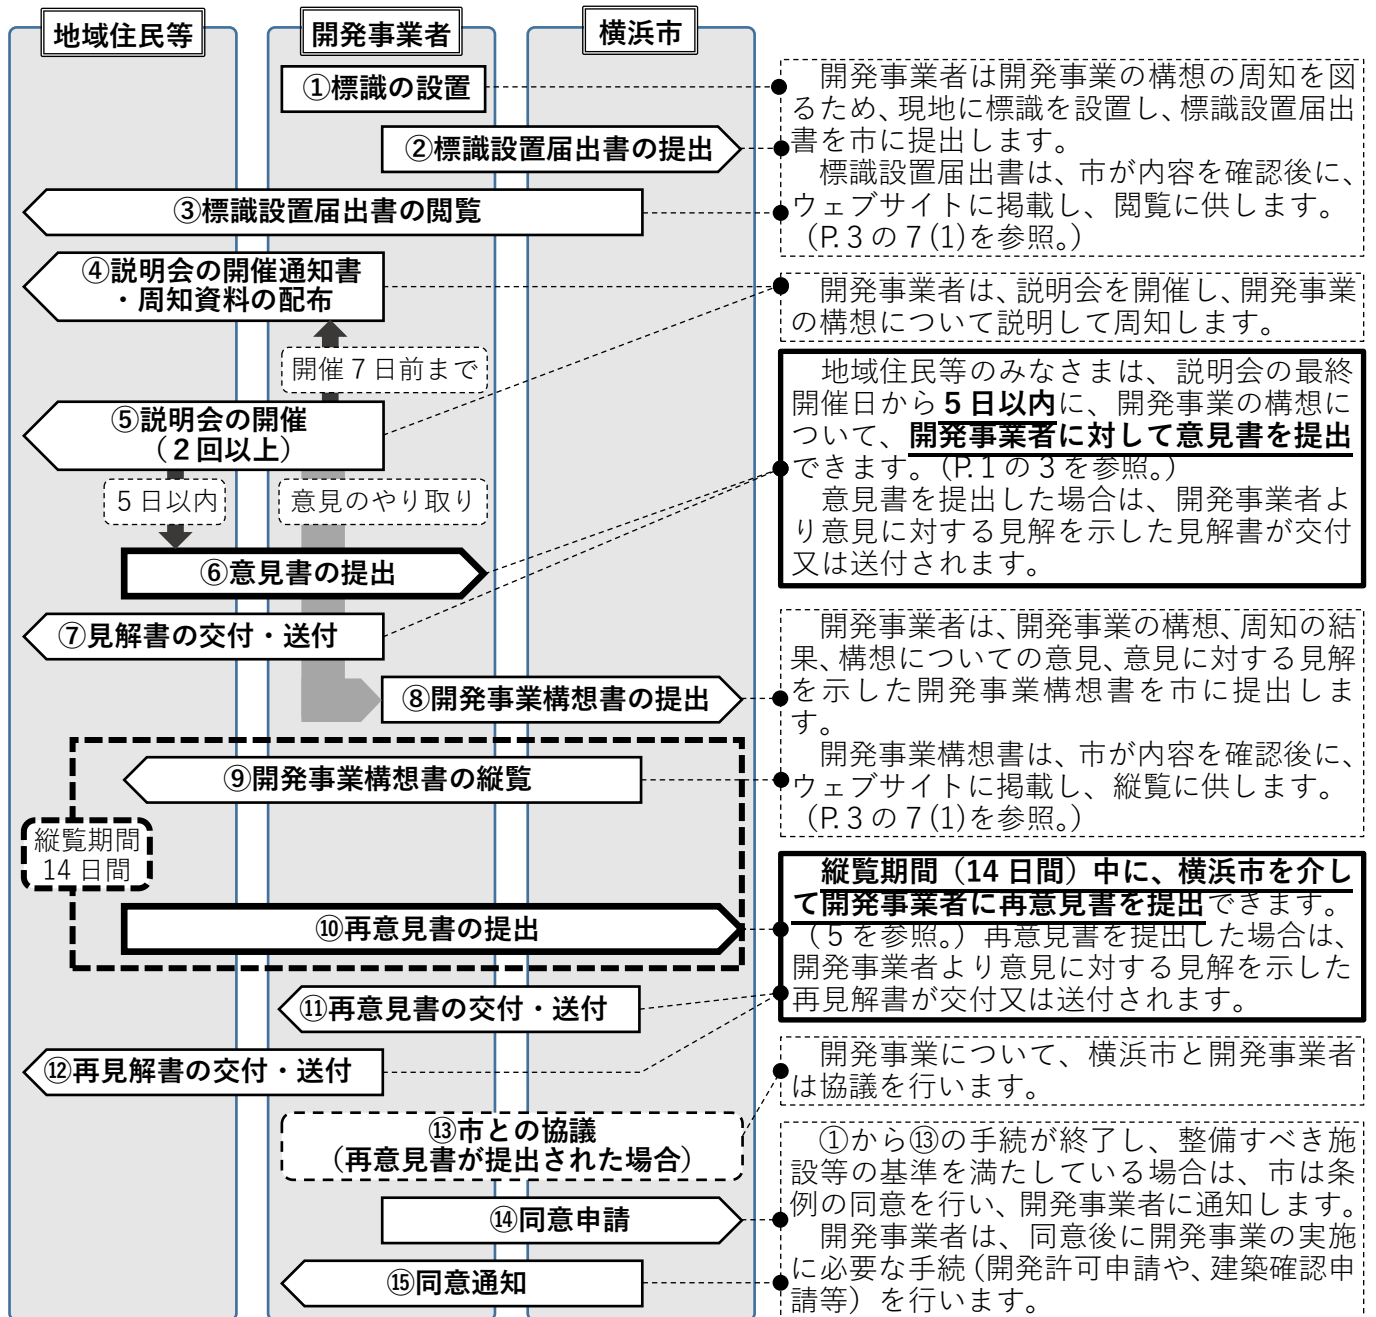 地域住民等
開発事業者
横浜市
①標識の設置
②標識設置届出書の提出
③標識設置届出書の閲覧
④説明会の開催通知書
・周知資料の配布
開催７日前まで
⑤説明会の開催
（２回以上）
５日以内
意見のやり取り
⑥意見書の提出
⑦見解書の交付・送付
⑧開発事業構想書の提出
⑨開発事業構想書の縦覧
縦覧期間
14日間
⑩再意見書の提出
⑪再意見書の交付・送付
⑫再見解書の交付・送付
⑬市との協議
（再意見書が提出された場合）
⑭同意申請
⑮同意通知
開発事業者は開発事業の構想の周知を図
るため、現地に標識を設置し、標識設置届出
書を市に提出します。
標識設置届出書は、市が内容を確認後に、
ウェブサイトに掲載し、閲覧に供します。
（P.３の７(1)を参照。）
開発事業者は、説明会を開催し、開発事業
の構想について説明して周知します。
地域住民等のみなさまは、説明会の最終
開催日から５日以内に、開発事業の構想に
ついて、開発事業者に対して意見書を提出
できます。（P.１の３を参照。）
意見書を提出した場合は、開発事業者よ
り意見に対する見解を示した見解書が交付
又は送付されます。
開発事業者は、開発事業の構想、周知の結
果、構想についての意見、意見に対する見解
を示した開発事業構想書を市に提出しま
す。
開発事業構想書は、市が内容を確認後に、
ウェブサイトに掲載し、縦覧に供します。
（P.３の７(1)を参照。）
縦覧期間（14日間）中に、横浜市を介し
て開発事業者に再意見書を提出できます。
（５を参照。）再意見書を提出した場合は、
開発事業者より意見に対する見解を示した
再見解書が交付又は送付されます。
開発事業について、横浜市と開発事業者
は協議を行います。
①から⑬の手続が終了し、整備すべき施
設等の基準を満たしている場合は、市は条
例の同意を行い、開発事業者に通知します。
開発事業者は、同意後に開発事業の実施
に必要な手続（開発許可申請や、建築確認申
請等）を行います。